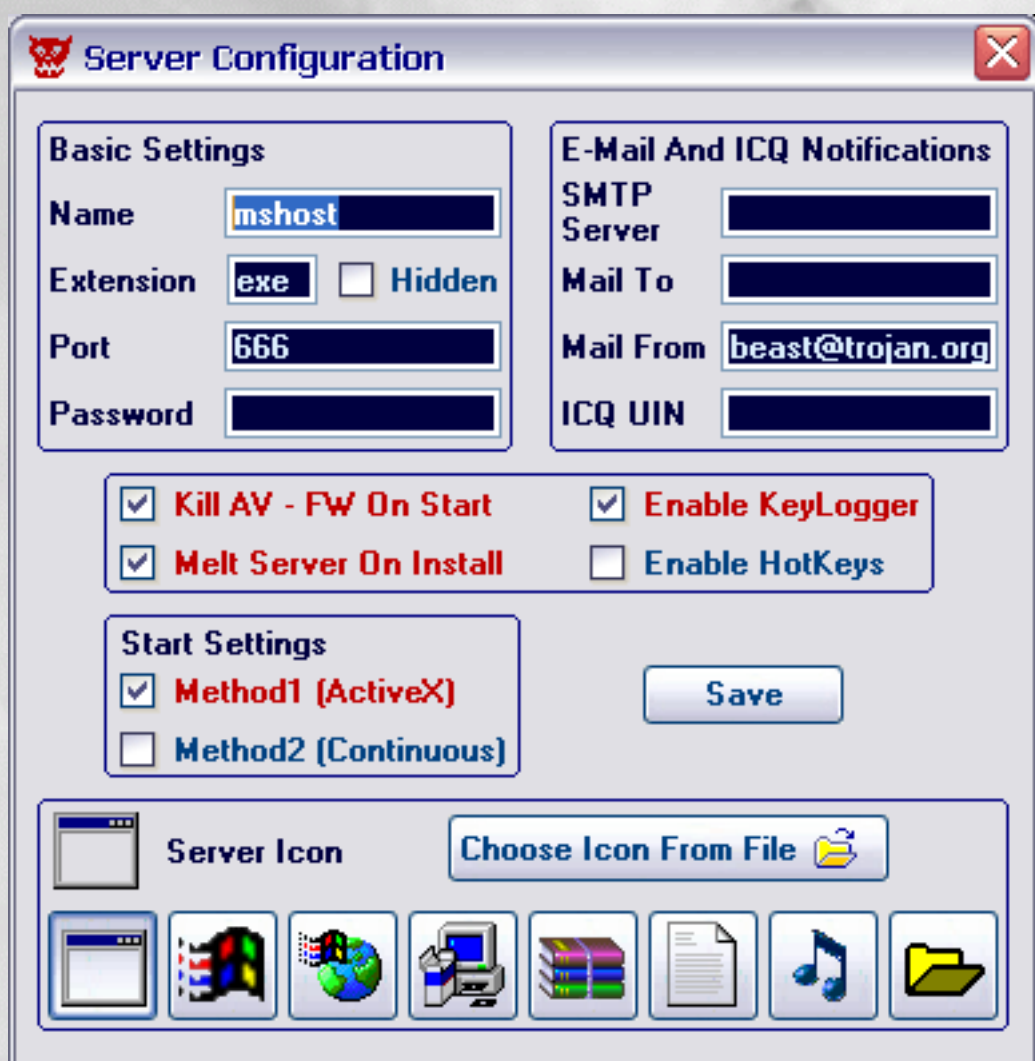 Server Configuration
Basic Settings
Name mshost
Extension exe Hidden
Port 666
Password
E-Mail And ICQ Notifications
SMTP Server
Mail To
Mail From beast@trojan.org
ICQ UIN
Kill AV - FW On Start
Enable KeyLogger
Melt Server On Install
Enable HotKeys
Start Settings
Method1 (ActiveX)
Method2 (Continuous)
Save
Server Icon
Choose Icon From File